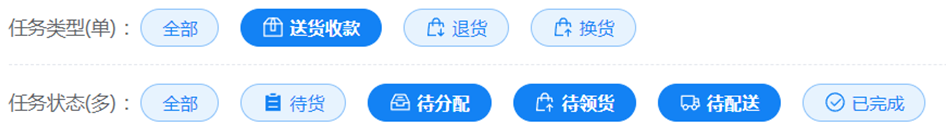 任务类型(单)： 全部 送货收款 退货 换货
任务状态(多)： 全部 待货 待分配 待领货 待配送 已完成